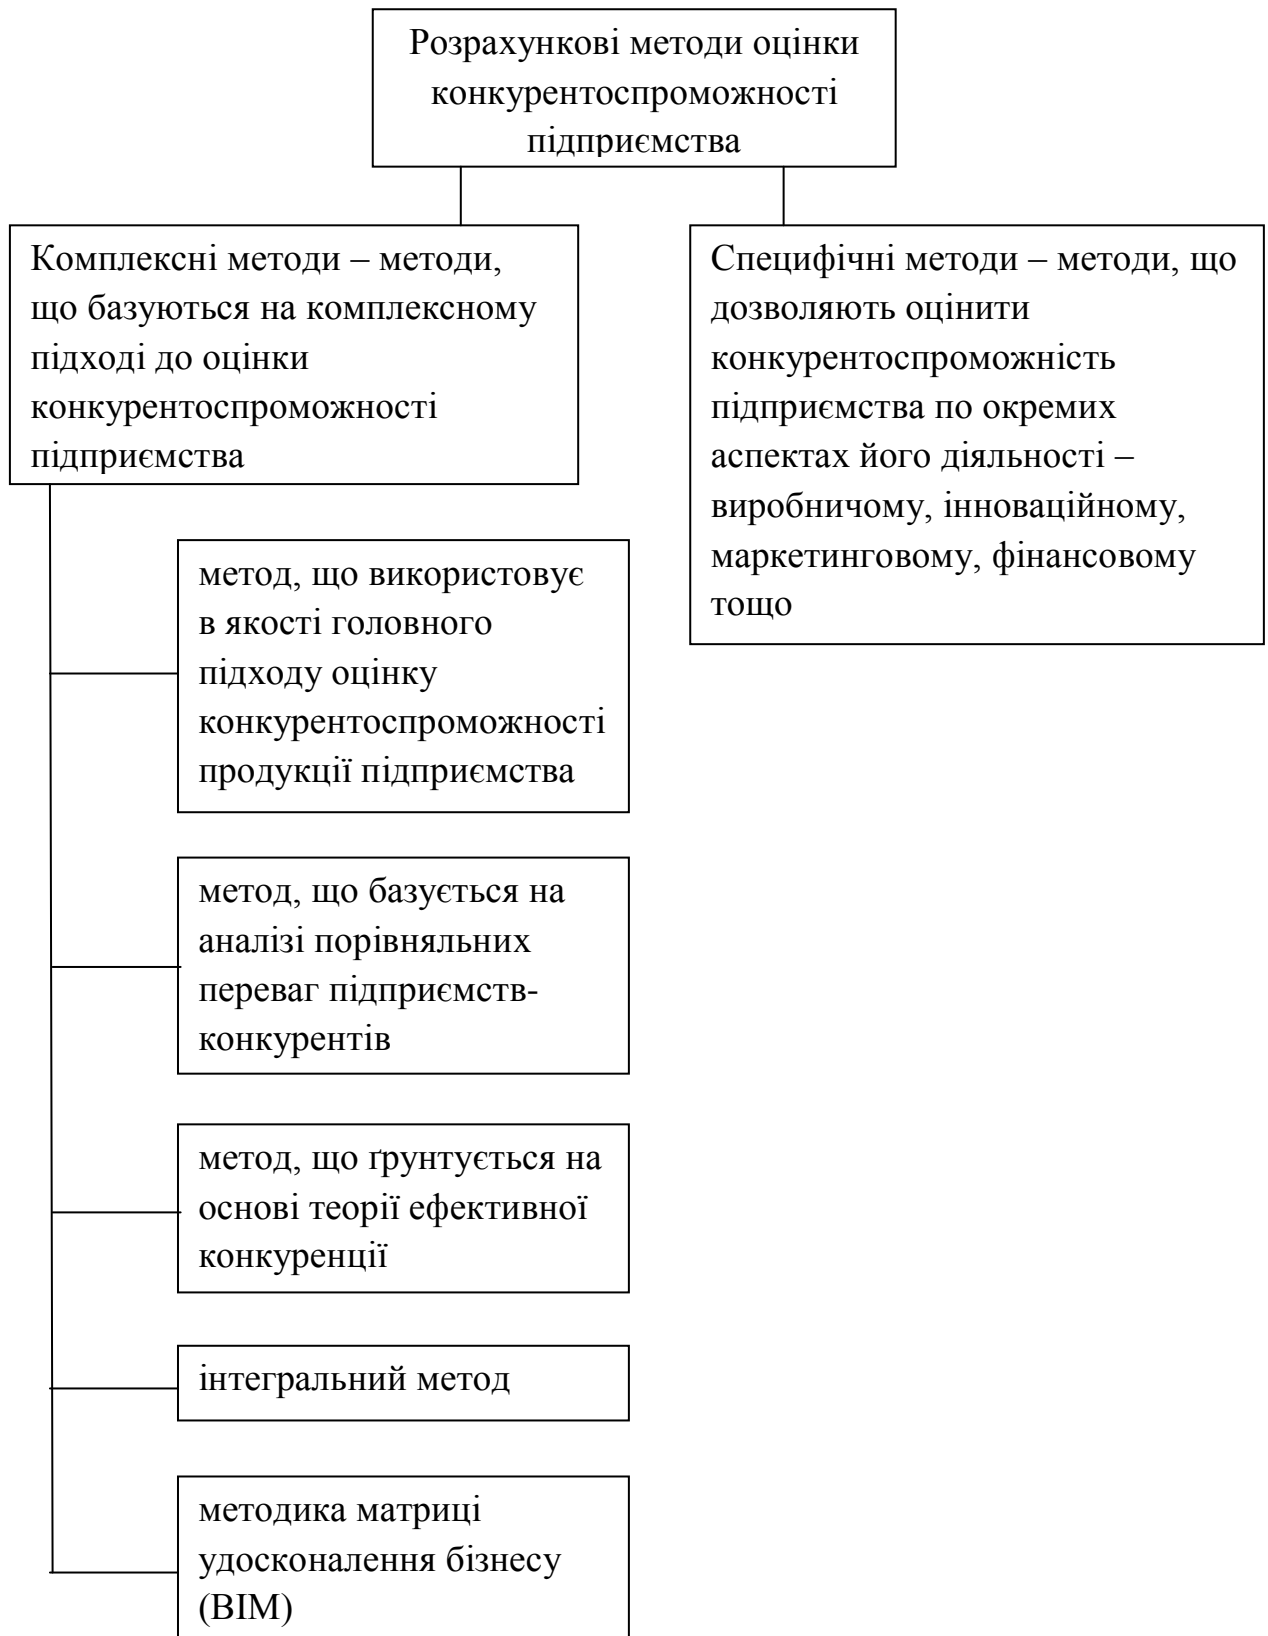 Розрахункові методи оцінки
конкурентоспроможності
підприємства
Комплексні методи – методи,
що базуються на комплексному
підході до оцінки
конкурентоспроможності
підприємства
Специфічні методи – методи, що
дозволяють оцінити
конкурентоспроможність
підприємства по окремих
аспектах його діяльності –
виробничому, інноваційному,
маркетинговому, фінансовому
тощо
метод, що використовує
в якості головного
підходу оцінку
конкурентоспроможності
продукції підприємства
метод, що базується на
аналізі порівняльних
переваг підприємств-
конкурентів
метод, що ґрунтується на
основі теорії ефективної
конкуренції
інтегральний метод
методика матриці
удосконалення бізнесу
(BIM)